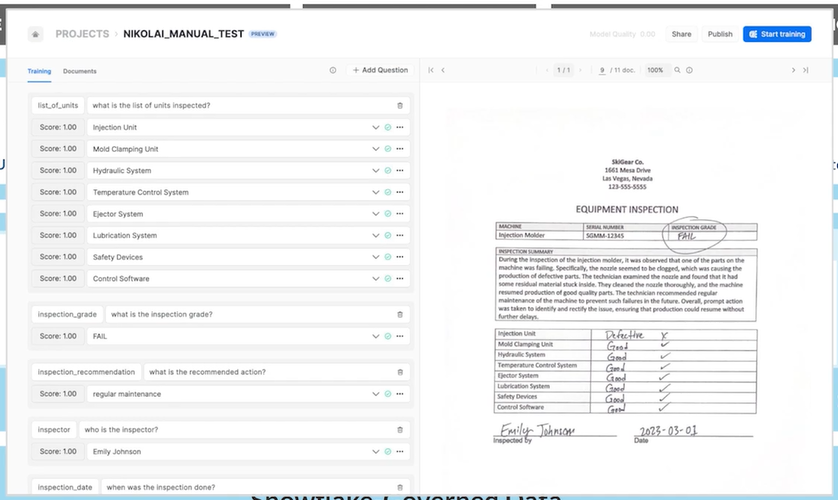 PROJECTS › NIKOLAI_MANUAL_TEST PREVIEW
Model Quality 0.00 Share Publish Start training
Training Documents + Add Question
1 / 1 9 / 11 doc. 100%
list_of_units what is the list of units inspected?
Score: 1.00 Injection Unit
Score: 1.00 Mold Clamping Unit
Score: 1.00 Hydraulic System
Score: 1.00 Temperature Control System
Score: 1.00 Ejector System
Score: 1.00 Lubrication System
Score: 1.00 Safety Devices
Score: 1.00 Control Software
inspection_grade what is the inspection grade?
Score: 1.00 FAIL
inspection_recommendation what is the recommended action?
Score: 1.00 regular maintenance
inspector who is the inspector?
Score: 1.00 Emily Johnson
inspection_date when was the inspection done?
SkiGear Co.
1661 Mesa Drive
Las Vegas, Nevada
123-555-5555
EQUIPMENT INSPECTION
MACHINE SERIAL NUMBER INSPECTION GRADE
Injection Molder SGMM-12345 FAIL
INSPECTION SUMMARY
During the inspection of the injection molder, it was observed that one of the parts on the
machine was failing. Specifically, the nozzle seemed to be clogged, which was causing the
production of defective parts. The technician examined the nozzle and found that it had
some residual material stuck inside. They cleaned the nozzle thoroughly, and the machine
resumed production of good quality parts. The technician recommended regular
maintenance of the machine to prevent such failures in the future. Overall, prompt action
was taken to identify and rectify the issue, ensuring that production could resume without
further delays.
Injection Unit Defective x
Mold Clamping Unit Good ✓
Hydraulic System Good ✓
Temperature Control System Good ✓
Ejector System Good ✓
Lubrication System Good ✓
Safety Devices Good ✓
Control Software Good ✓
Emily Johnson 2023-03-01
Inspected by Date